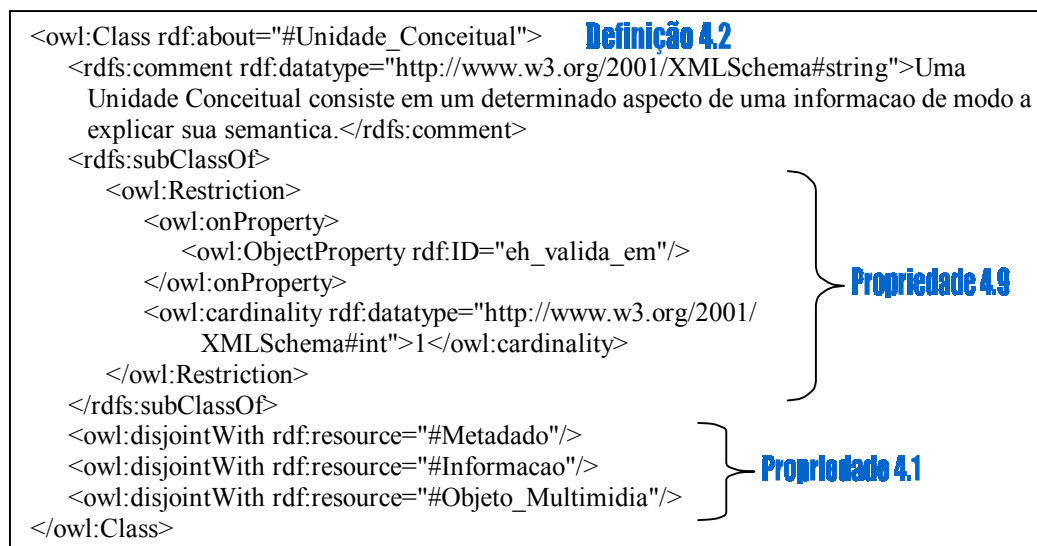 <owl:Class rdf:about="#Unidade_Conceitual"> Definição 4.2
<rdfs:comment rdf:datatype="http://www.w3.org/2001/XMLSchema#string">Uma
Unidade Conceitual consiste em um determinado aspecto de uma informacao de modo a
explicar sua semantica.</rdfs:comment>
<rdfs:subClassOf>
<owl:Restriction>
<owl:onProperty>
<owl:ObjectProperty rdf:ID="eh_valida_em"/>
</owl:onProperty>
Propriedade 4.9
<owl:cardinality rdf:datatype="http://www.w3.org/2001/
XMLSchema#int">1</owl:cardinality>
</owl:Restriction>
</rdfs:subClassOf>
<owl:disjointWith rdf:resource="#Metadado"/>
<owl:disjointWith rdf:resource="#Informacao"/> Propriedade 4.1
<owl:disjointWith rdf:resource="#Objeto_Multimidia"/>
</owl:Class>